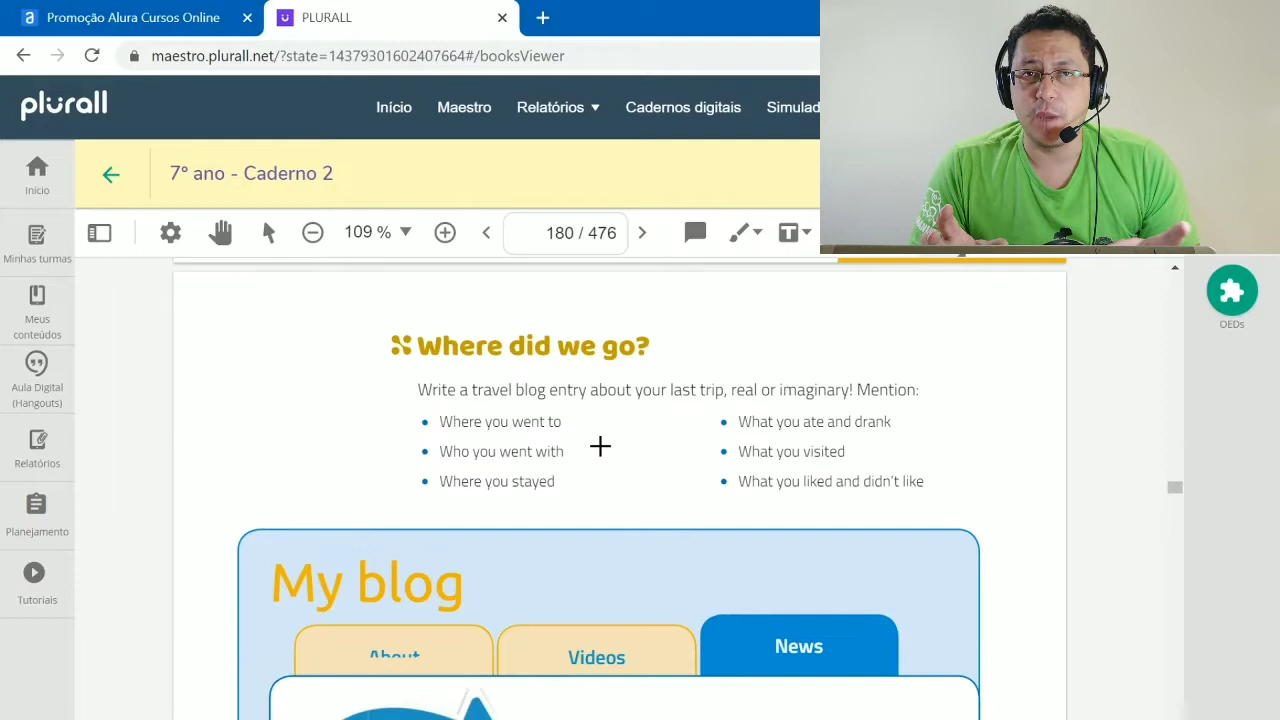 Promoção Alura Cursos Online
PLURALL
maestro.plurall.net/?state=14379301602407664#/booksViewer
plurall
Início Maestro Relatórios Cadernos digitais Simulad
7º ano - Caderno 2
109 % 180 / 476
Início
Minhas turmas
Meus
conteúdos
Aula Digital
(Hangouts)
Relatórios
Planejamento
Tutoriais
OEDs
Where did we go?
Write a travel blog entry about your last trip, real or imaginary! Mention:
Where you went to
Who you went with
Where you stayed
What you ate and drank
What you visited
What you liked and didn't like
My blog
About
Videos
News